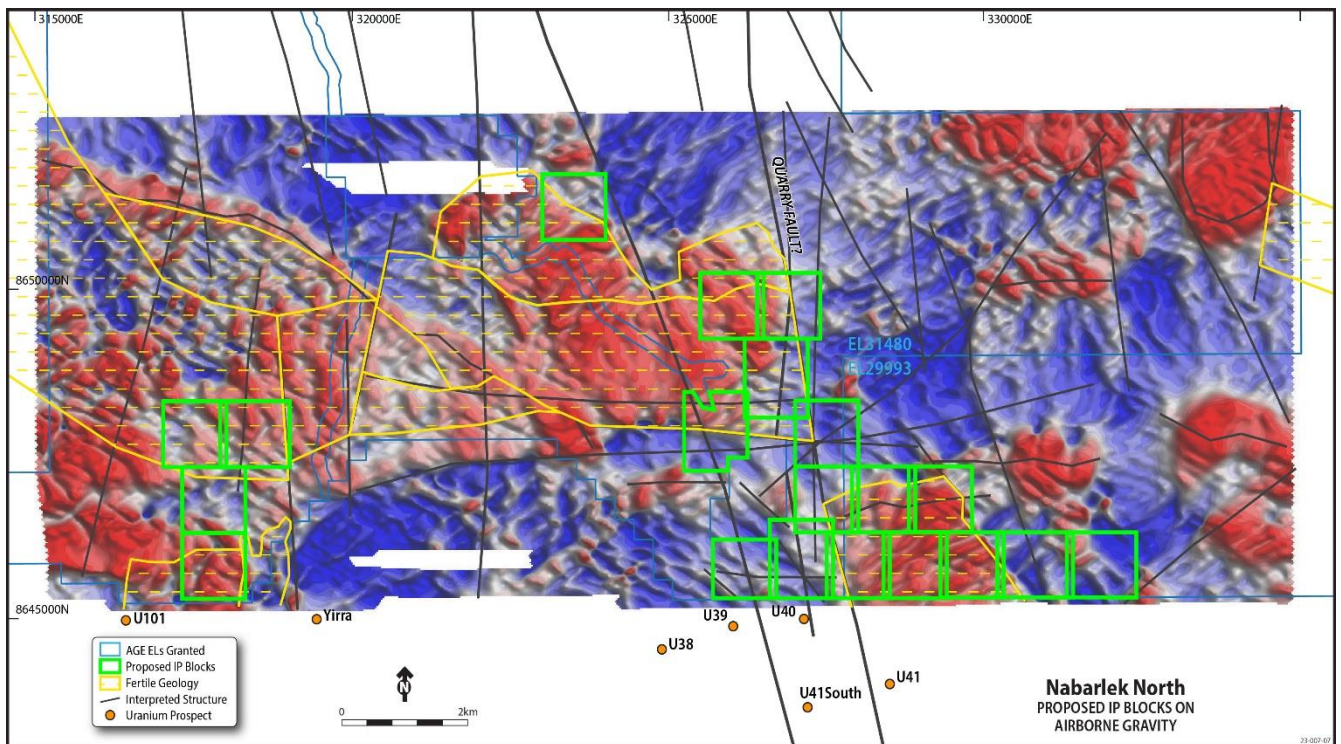 315000E
320000E
325000E
330000E
QUARRY FAULT?
8650000N
EL31480
EL29993
8645000N
U101
Yirra
U39
U40
U38
U41
U41South
AGE ELs Granted
Proposed IP Blocks
Fertile Geology
Interpreted Structure
Uranium Prospect
N
0
2km
Nabarlek North
PROPOSED IP BLOCKS ON
AIRBORNE GRAVITY
23-007-07